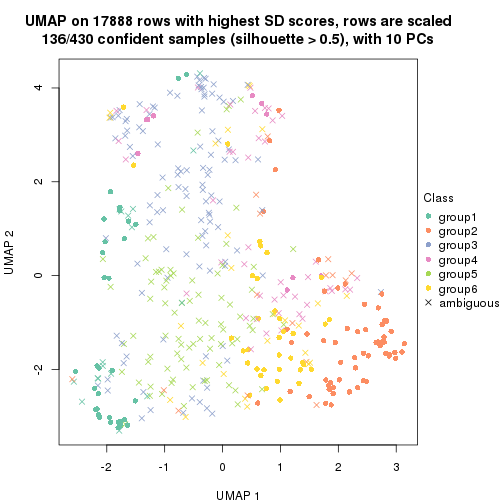 UMAP on 17888 rows with highest SD scores, rows are scaled
136/430 confident samples (silhouette > 0.5), with 10 PCs
4
2
0
-2
UMAP 2
-2
-1
0
1
2
3
UMAP 1
Class
group1
group2
group3
group4
group5
group6
ambiguous